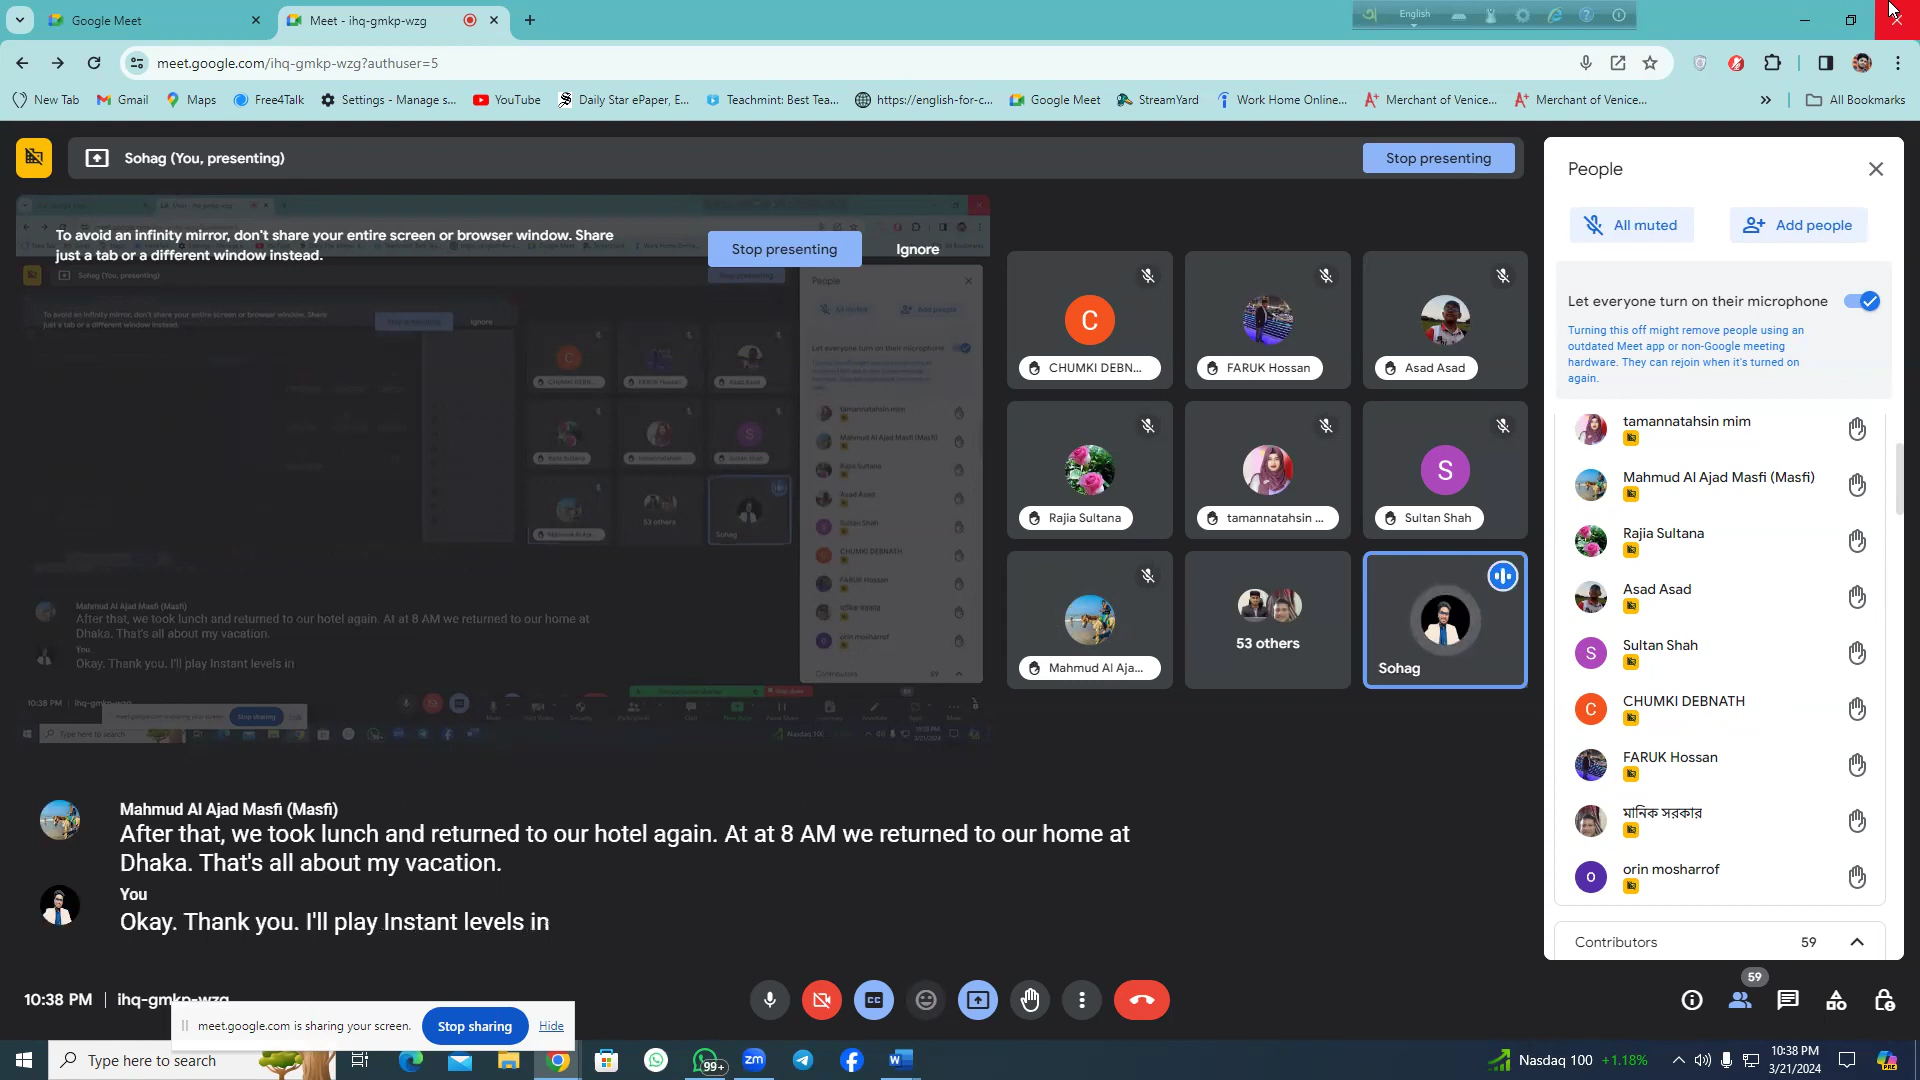 Google Meet
Meet - ihq-gmkp-wzg
English
meet.google.com/ihq-gmkp-wzg?authuser=5
New Tab
Gmail
Maps
Free4Talk
Settings - Manage s...
YouTube
Daily Star ePaper, E...
Teachmint: Best Tea...
https://english-for-c...
Google Meet
StreamYard
Work Home Online...
Merchant of Venice...
Merchant of Venice...
»
All Bookmarks
Sohag (You, presenting)
Stop presenting
To avoid an infinity mirror, don't share your entire screen or browser window. Share
just a tab or a different window instead.
Stop presenting
Ignore
C
CHUMKI DEBN...
FARUK Hossan
Asad Asad
Rajia Sultana
tamannatahsin ...
S
Sultan Shah
Mahmud Al Aja...
53 others
Sohag
People
All muted
Add people
Let everyone turn on their microphone
Turning this off might remove people using an
outdated Meet app or non-Google meeting
hardware. They can rejoin when it's turned on
again.
tamannatahsin mim
Mahmud Al Ajad Masfi (Masfi)
Rajia Sultana
Asad Asad
S
Sultan Shah
C
CHUMKI DEBNATH
FARUK Hossan
মানিক সরকার
o
orin mosharrof
Contributors
59
Mahmud Al Ajad Masfi (Masfi)
After that, we took lunch and returned to our hotel again. At at 8 AM we returned to our home at
Dhaka. That's all about my vacation.
You
Okay. Thank you. I'll play Instant levels in
10:38 PM
ihq-gmkp-wzg
CC
59
meet.google.com is sharing your screen.
Stop sharing
Hide
Type here to search
99+
zm
Nasdaq 100
+1.18%
10:38 PM
3/21/2024